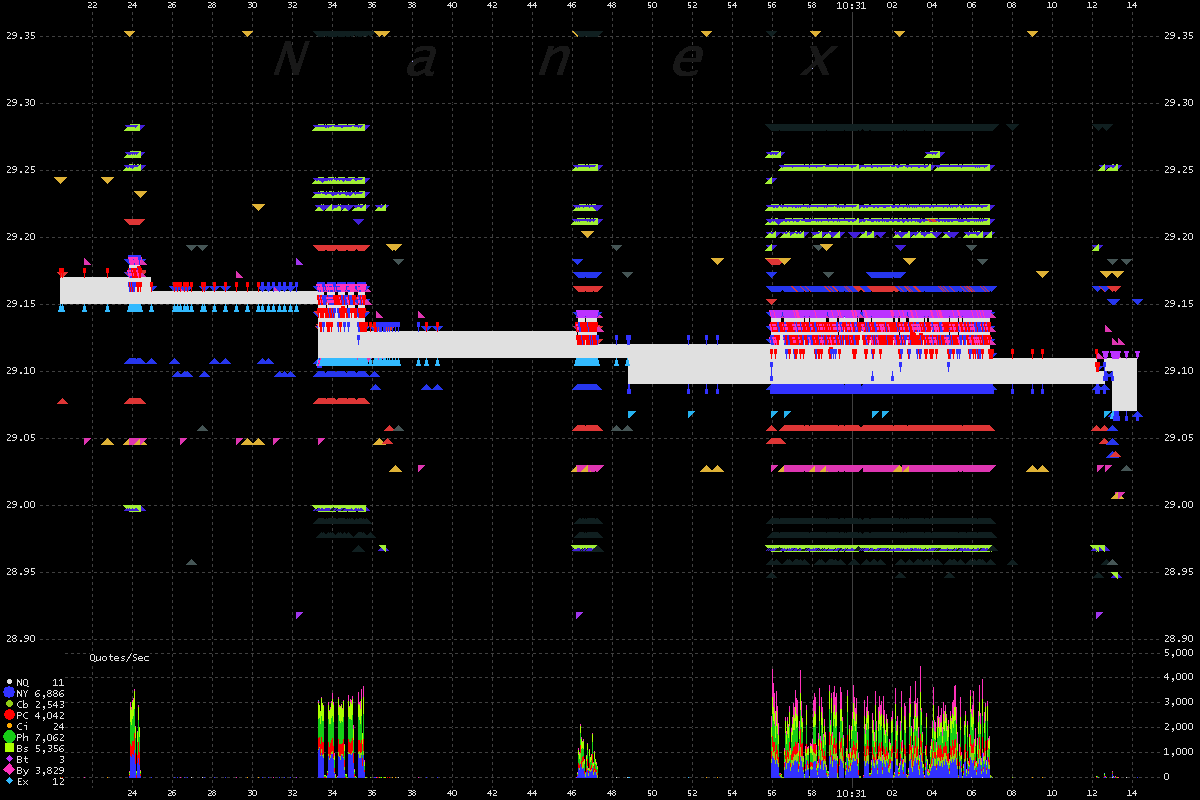 22 24 26 28 30 32 34 36 38 40 42 44 46 48 50 52 54 56 58 10:31 02 04 06 08 10 12 14
29.35 29.35
N a n e x
29.30 29.30
29.25 29.25
29.20 29.20
29.15 29.15
29.10 29.10
29.05 29.05
29.00 29.00
28.95 28.95
28.90 28.90
5,000
Quotes/Sec
4,000
3,000
2,000
1,000
0
NQ 11
NY 6,886
Cb 2,543
PC 4,042
Ci 24
Ph 7,062
Bs 5,356
Bt 3
By 3,829
Ex 12
22 24 26 28 30 32 34 36 38 40 42 44 46 48 50 52 54 56 58 10:31 02 04 06 08 10 12 14